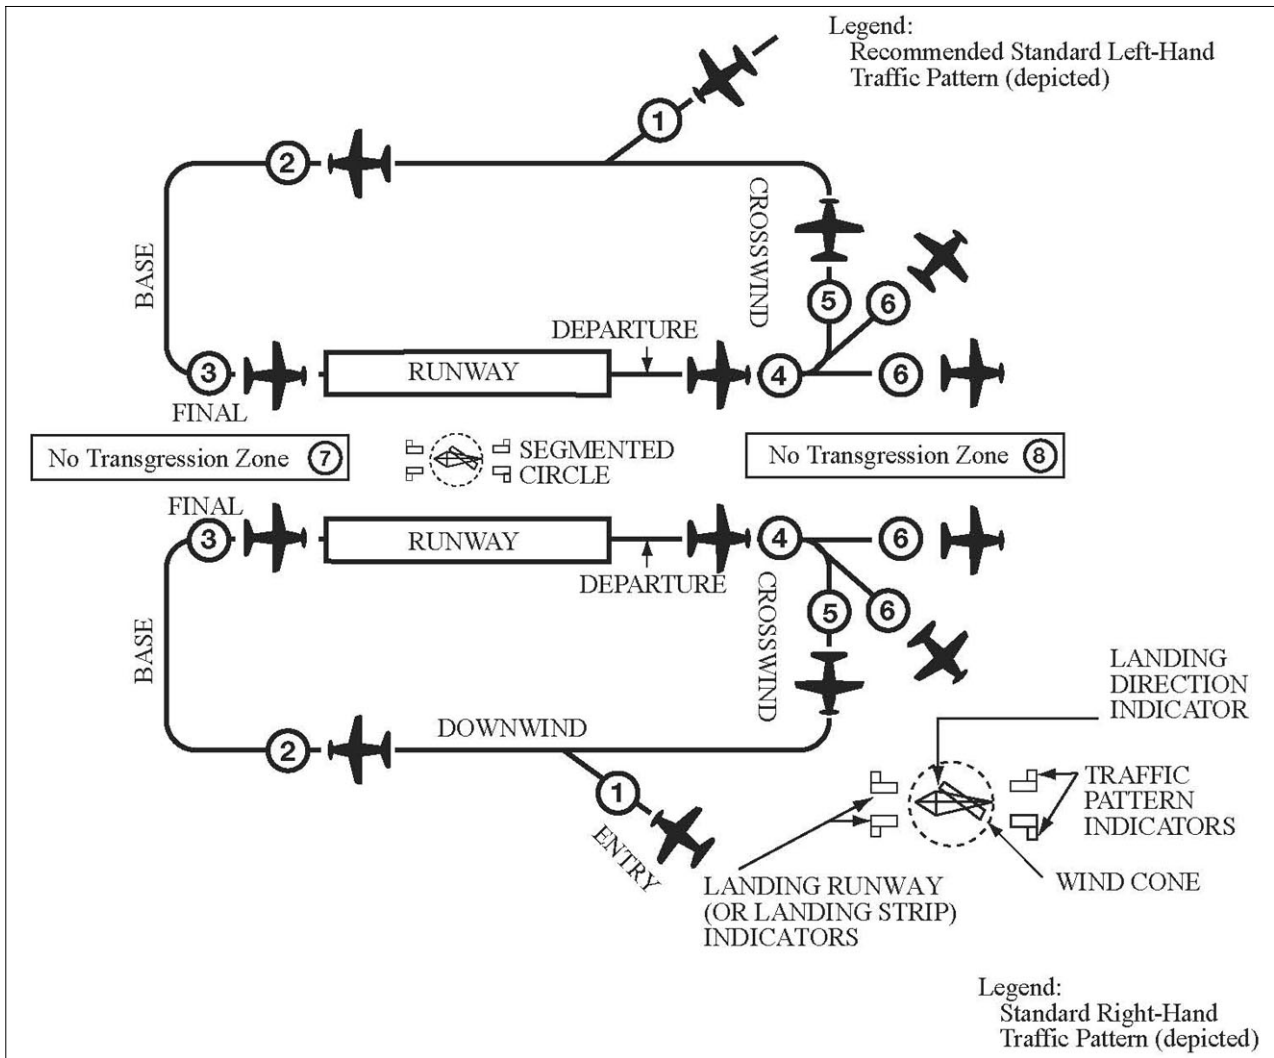 Legend:
Recommended Standard Left-Hand
Traffic Pattern (depicted)
1
2
CROSSWIND
BASE
5
6
DEPARTURE
3
RUNWAY
4
6
FINAL
No Transgression Zone 7
SEGMENTED
CIRCLE
No Transgression Zone 8
FINAL
3
RUNWAY
4
6
DEPARTURE
CROSSWIND
BASE
5
6
LANDING
DIRECTION
INDICATOR
2
DOWNWIND
1
ENTRY
TRAFFIC
PATTERN
INDICATORS
LANDING RUNWAY
(OR LANDING STRIP)
INDICATORS
WIND CONE
Legend:
Standard Right-Hand
Traffic Pattern (depicted)